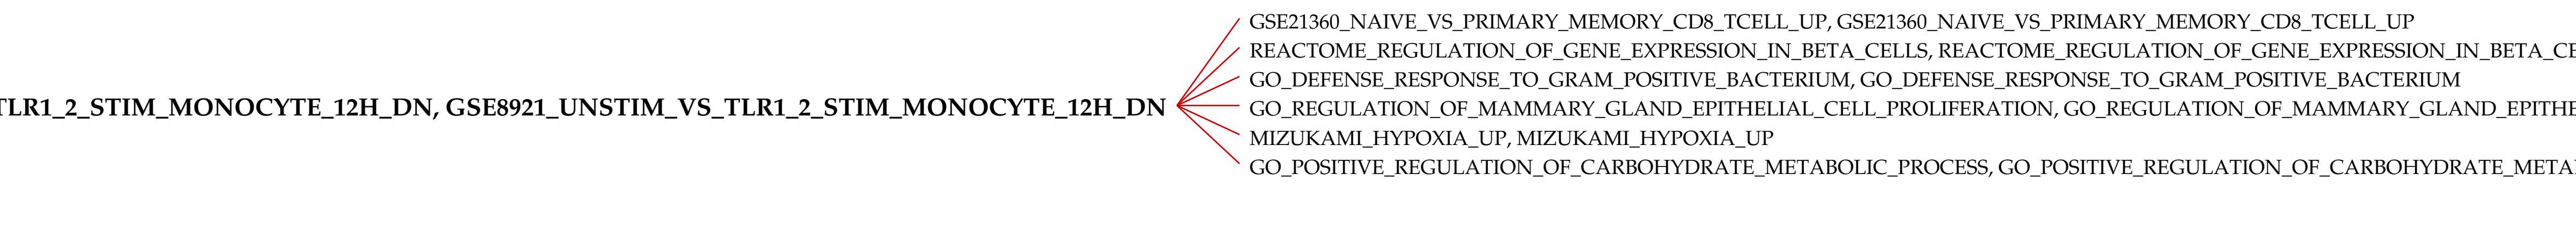 GSE21360_NAIVE_VS_PRIMARY_MEMORY_CD8_TCELL_UP, GSE21360_NAIVE_VS_PRIMARY_MEMORY_CD8_TCELL_UP
REACTOME_REGULATION_OF_GENE_EXPRESSION_IN_BETA_CELLS, REACTOME_REGULATION_OF_GENE_EXPRESSION_IN_BETA_CE
GO_DEFENSE_RESPONSE_TO_GRAM_POSITIVE_BACTERIUM, GO_DEFENSE_RESPONSE_TO_GRAM_POSITIVE_BACTERIUM
TLR1_2_STIM_MONOCYTE_12H_DN, GSE8921_UNSTIM_VS_TLR1_2_STIM_MONOCYTE_12H_DN
GO_REGULATION_OF_MAMMARY_GLAND_EPITHELIAL_CELL_PROLIFERATION, GO_REGULATION_OF_MAMMARY_GLAND_EPITHE
MIZUKAMI_HYPOXIA_UP, MIZUKAMI_HYPOXIA_UP
GO_POSITIVE_REGULATION_OF_CARBOHYDRATE_METABOLIC_PROCESS, GO_POSITIVE_REGULATION_OF_CARBOHYDRATE_META